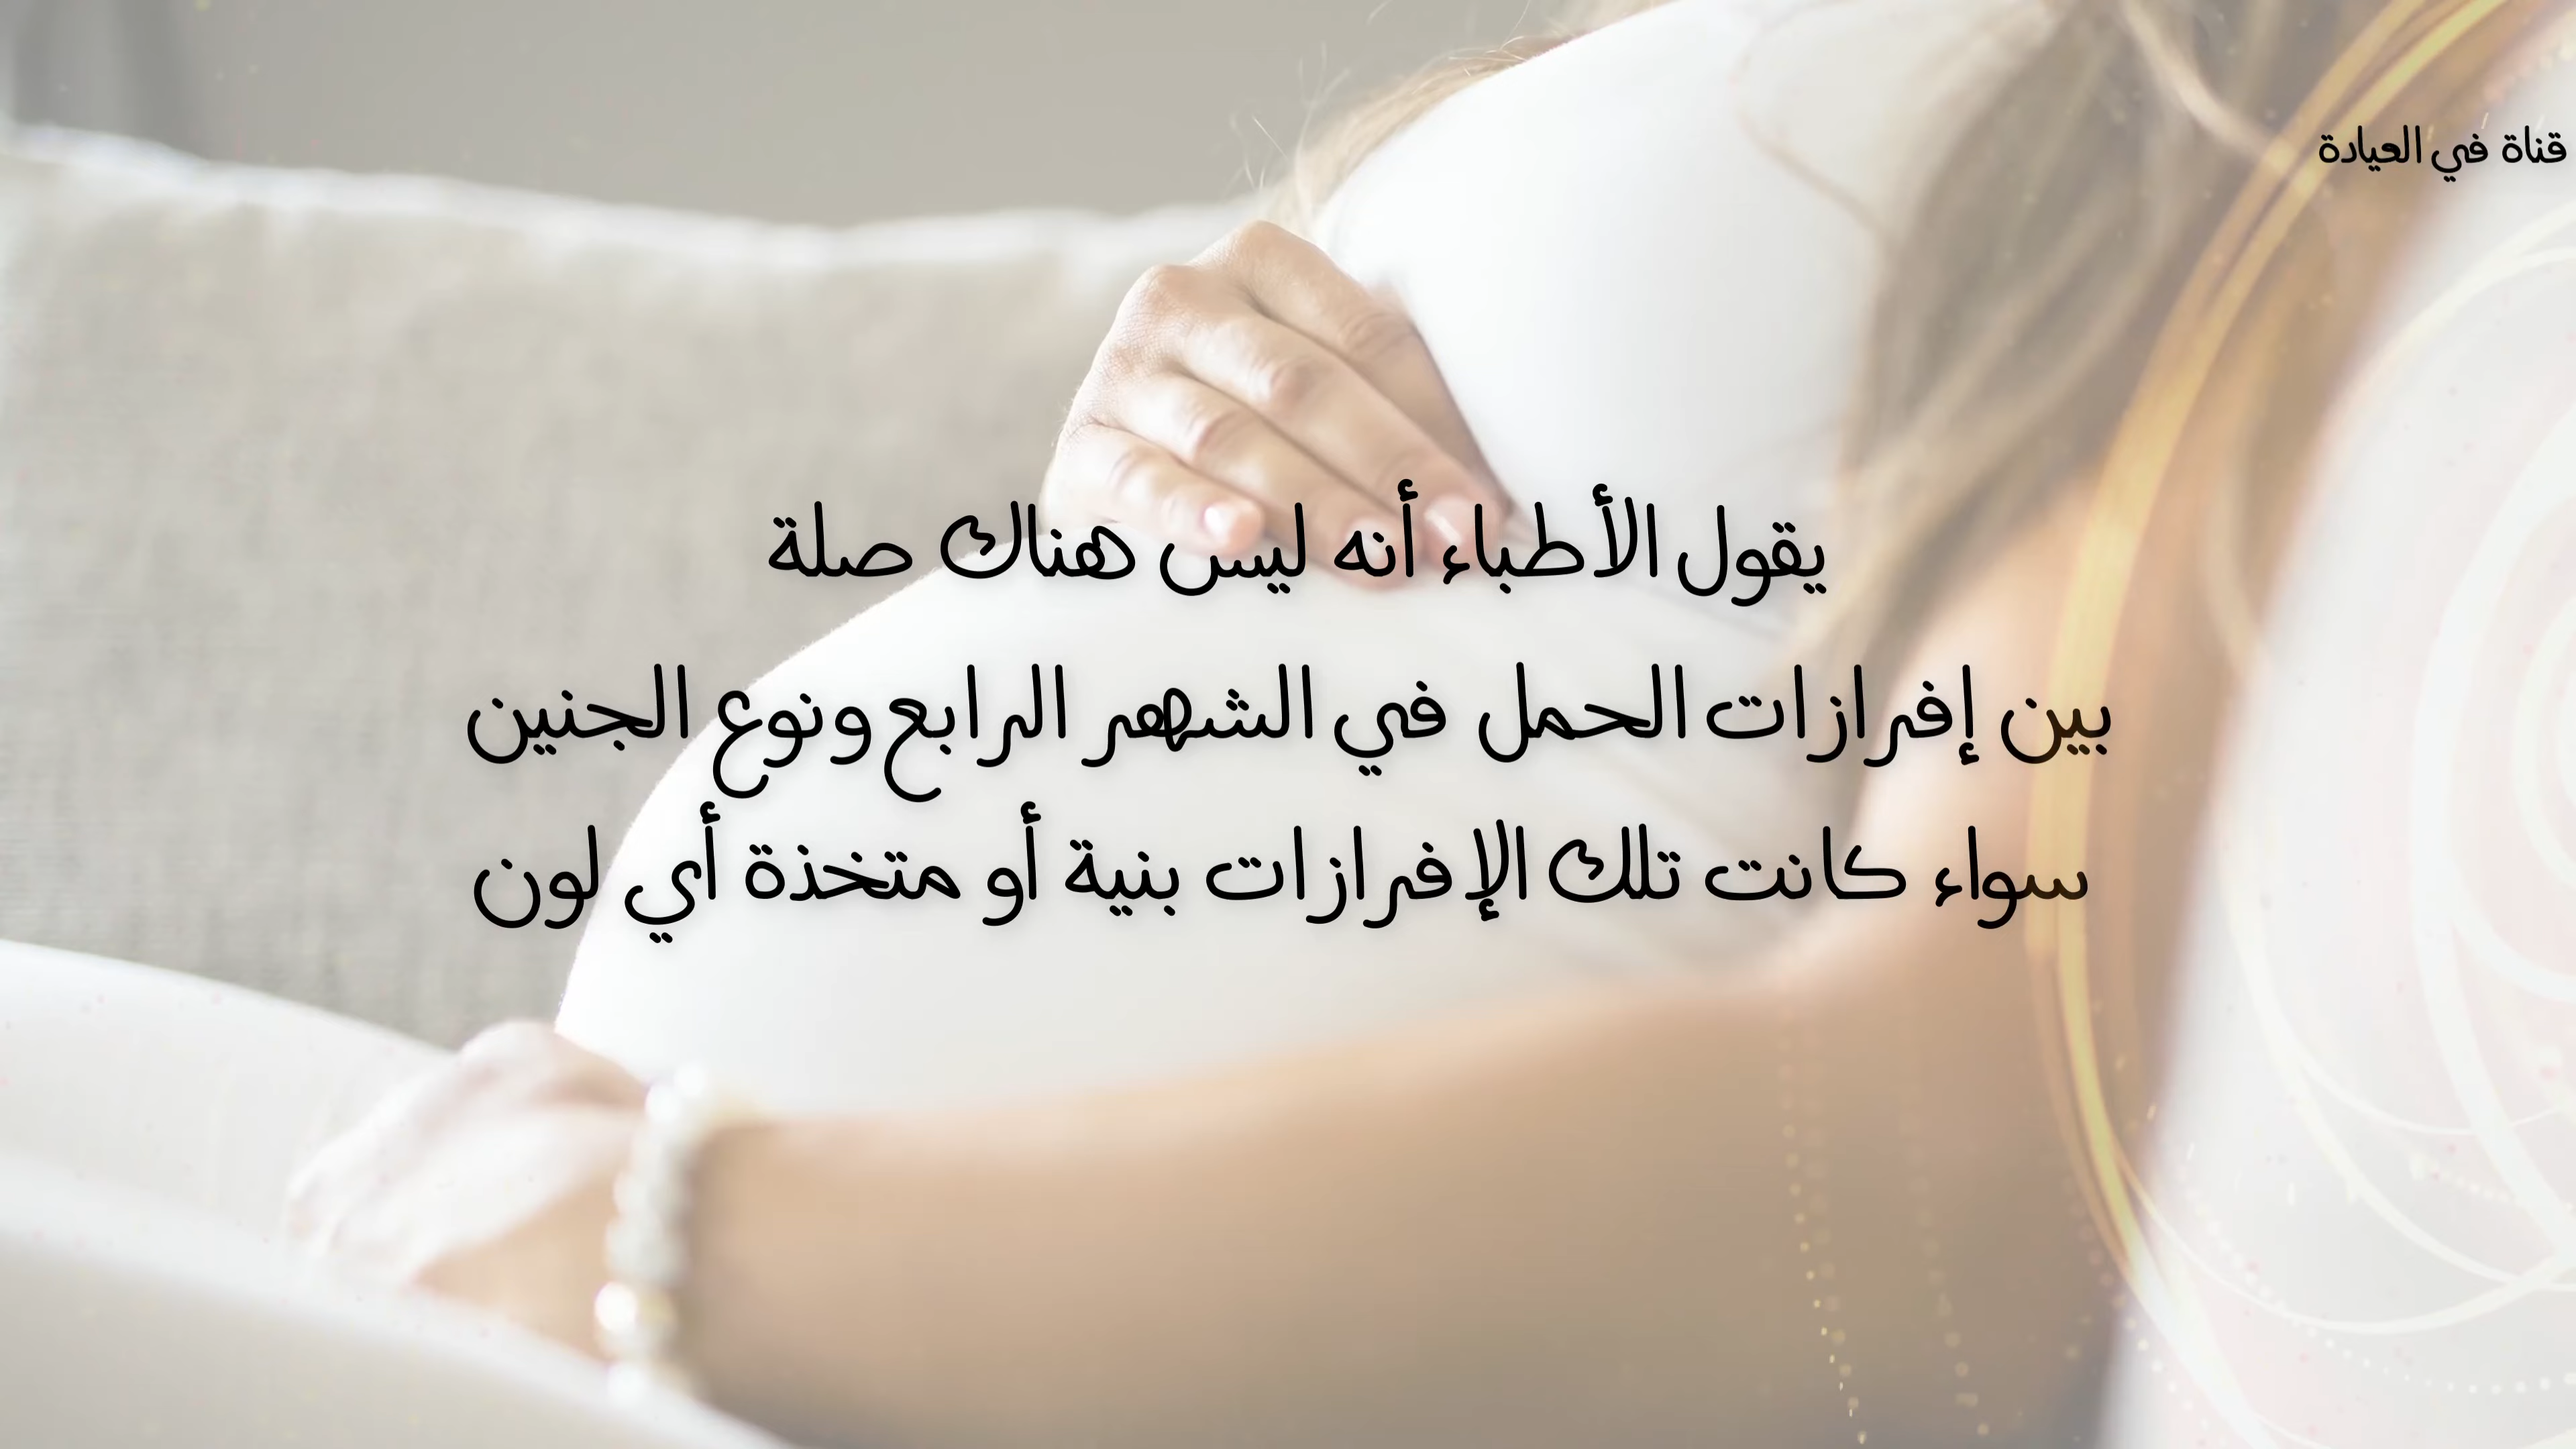 قناة في العيادة
يقول الأطباء أنه ليس هناك صلة
بين إفرازات الحمل في الشهر الرابع ونوع الجنين
سواء كانت تلك الإفرازات بنية أو متخذة أي لون